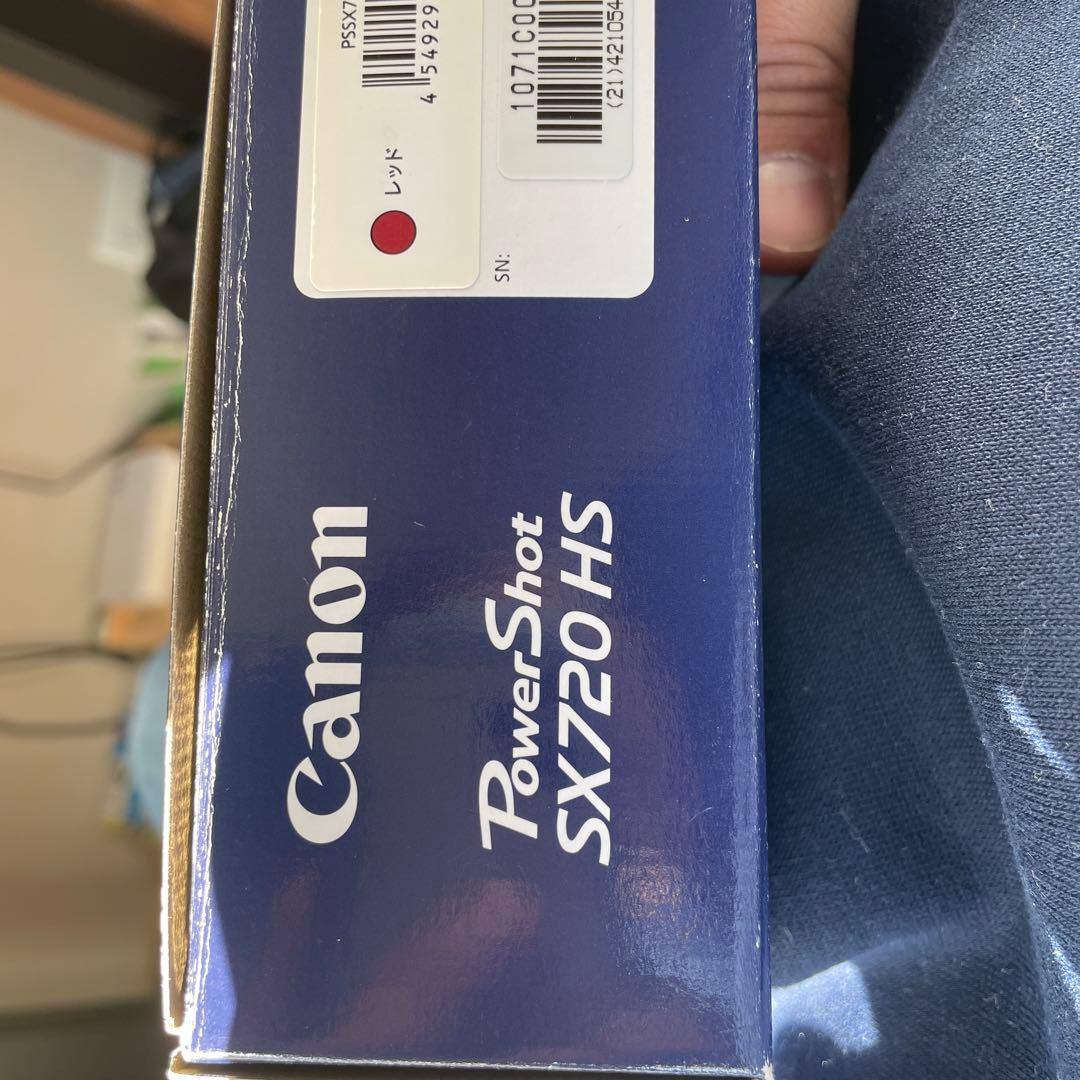 Canon
PowerShot
SX720 HS
PSSX7
4 54929
レッド
SN:
1071C00
(21)421054